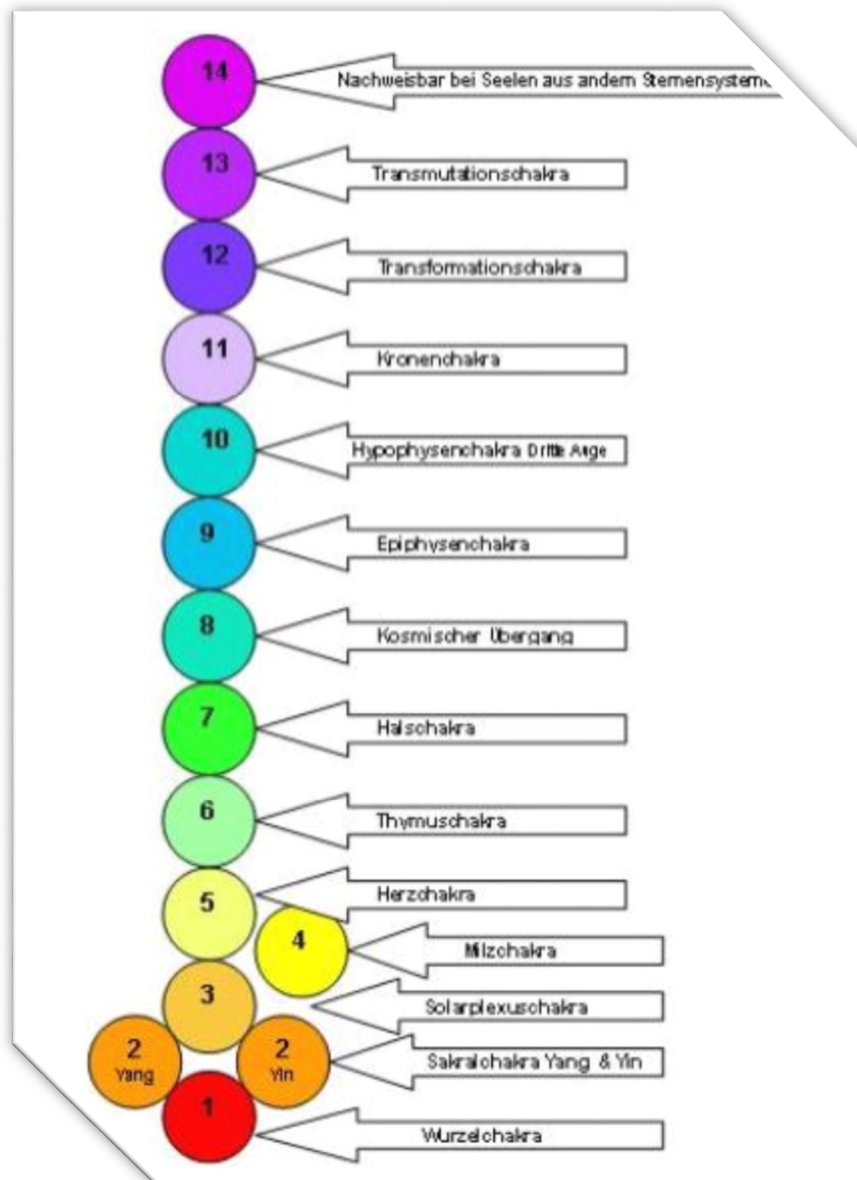 14
Nachweisbar bei Seelen aus andern Sternensysteme
13
Transmutationschakra
12
Transformationschakra
11
Kronenchakra
10
Hypophysenchakra Dritte Auge
9
Epiphysenchakra
8
Kosmischer Übergang
7
Halschakra
6
Thymuschakra
5
Herzchakra
4
Milzchakra
3
Solarplexuschakra
2
Yang
2
Yin
Sakralchakra Yang & Yin
1
Wurzelchakra